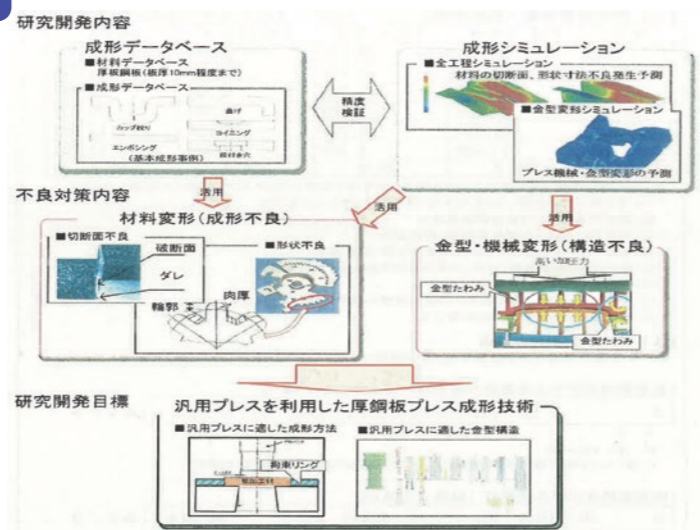 研究開発内容
成形データベース
■材料データベース
厚板鋼板(板厚10mm程度まで)
■成形データベース
カップ絞り
曲げ
コイニング
エンボシング
段付き穴
(基本成形事例)
精度
検証
成形シミュレーション
■全工程シミュレーション
材料の切断面、形状寸法不良発生予測
■金型変形シミュレーション
プレス機械・金型変形の予測
不良対策内容
活用
活用
活用
材料変形(成形不良)
■切断面不良
破断面
ダレ
■形状不良
肉厚
輪郭
金型・機械変形(構造不良)
高い加圧力
金型たわみ
金型たわみ
研究開発目標
汎用プレスを利用した厚鋼板プレス成形技術
■汎用プレスに適した成形方法
拘束リング
被加工材
■汎用プレスに適した金型構造